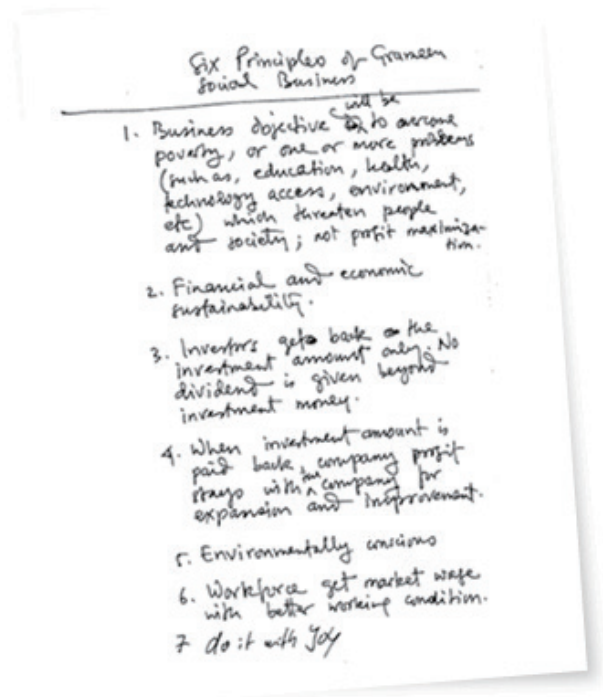 Six Principles of Grameen
Social Business
will be
1. Business objective to overcome
poverty, or one or more problems
(such as, education, health,
technology access, environment,
etc) which threaten people
and society; not profit maximiza-
tion.
2. Financial and economic
sustainability.
3. Investors get back the
investment amount only. No
dividend is given beyond
investment money.
4. When investment amount is
paid back, company profit
stays with the company for
expansion and improvement.
5. Environmentally conscious
6. Workforce get market wage
with better working condition.
7 do it with Joy